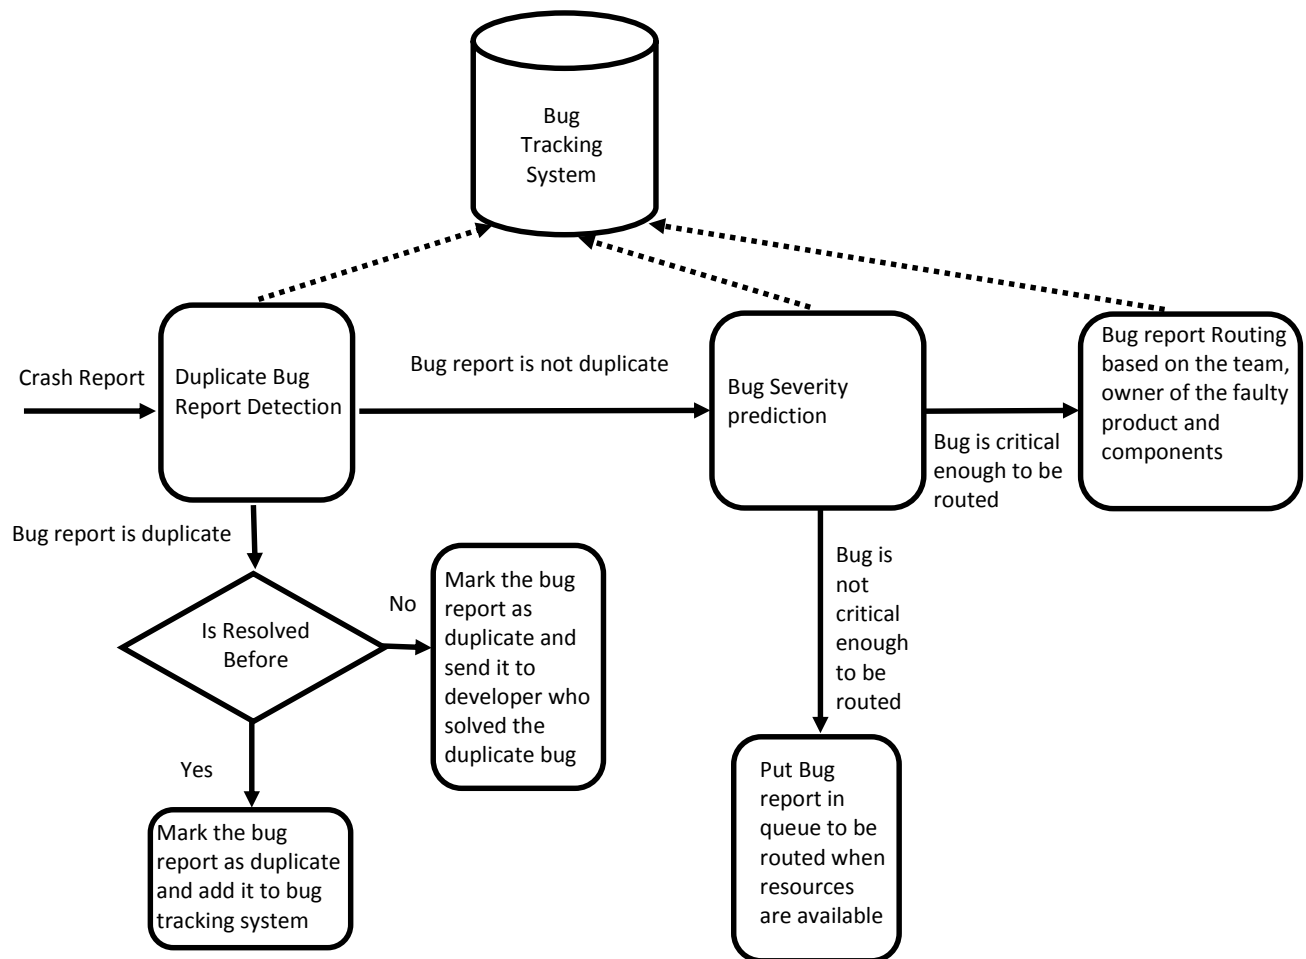 Bug
Tracking
System
Crash Report
Duplicate Bug
Report Detection
Bug report is not duplicate
Bug Severity
prediction
Bug is critical
enough to be
routed
Bug report Routing
based on the team,
owner of the faulty
product and
components
Bug report is duplicate
Is Resolved
Before
No
Mark the bug
report as
duplicate and
send it to
developer who
solved the
duplicate bug
Yes
Mark the bug
report as duplicate
and add it to bug
tracking system
Bug is
not
critical
enough
to be
routed
Put Bug
report in
queue to be
routed when
resources
are available